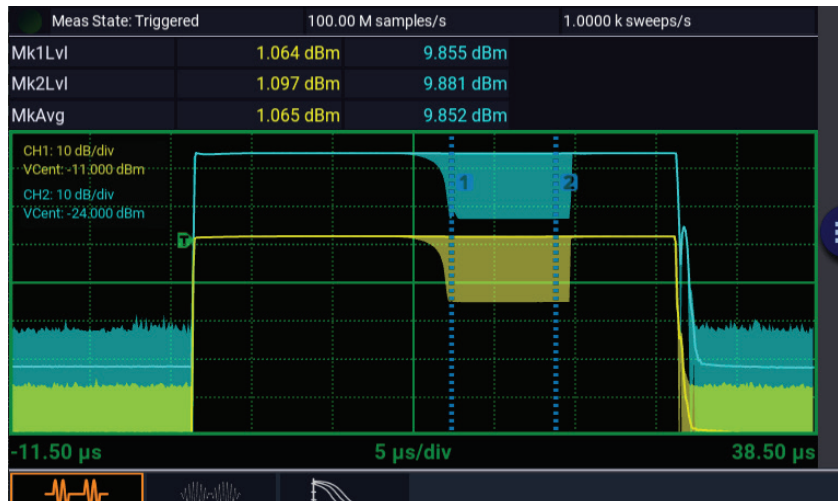 Meas State: Triggered 100.00 M samples/s 1.0000 k sweeps/s
Mk1Lvl 1.064 dBm 9.855 dBm
Mk2Lvl 1.097 dBm 9.881 dBm
MkAvg 1.065 dBm 9.852 dBm
CH1: 10 dB/div
VCent: -11.000 dBm
CH2: 10 dB/div
VCent: -24.000 dBm
1 2
T
-11.50 µs 5 µs/div 38.50 µs